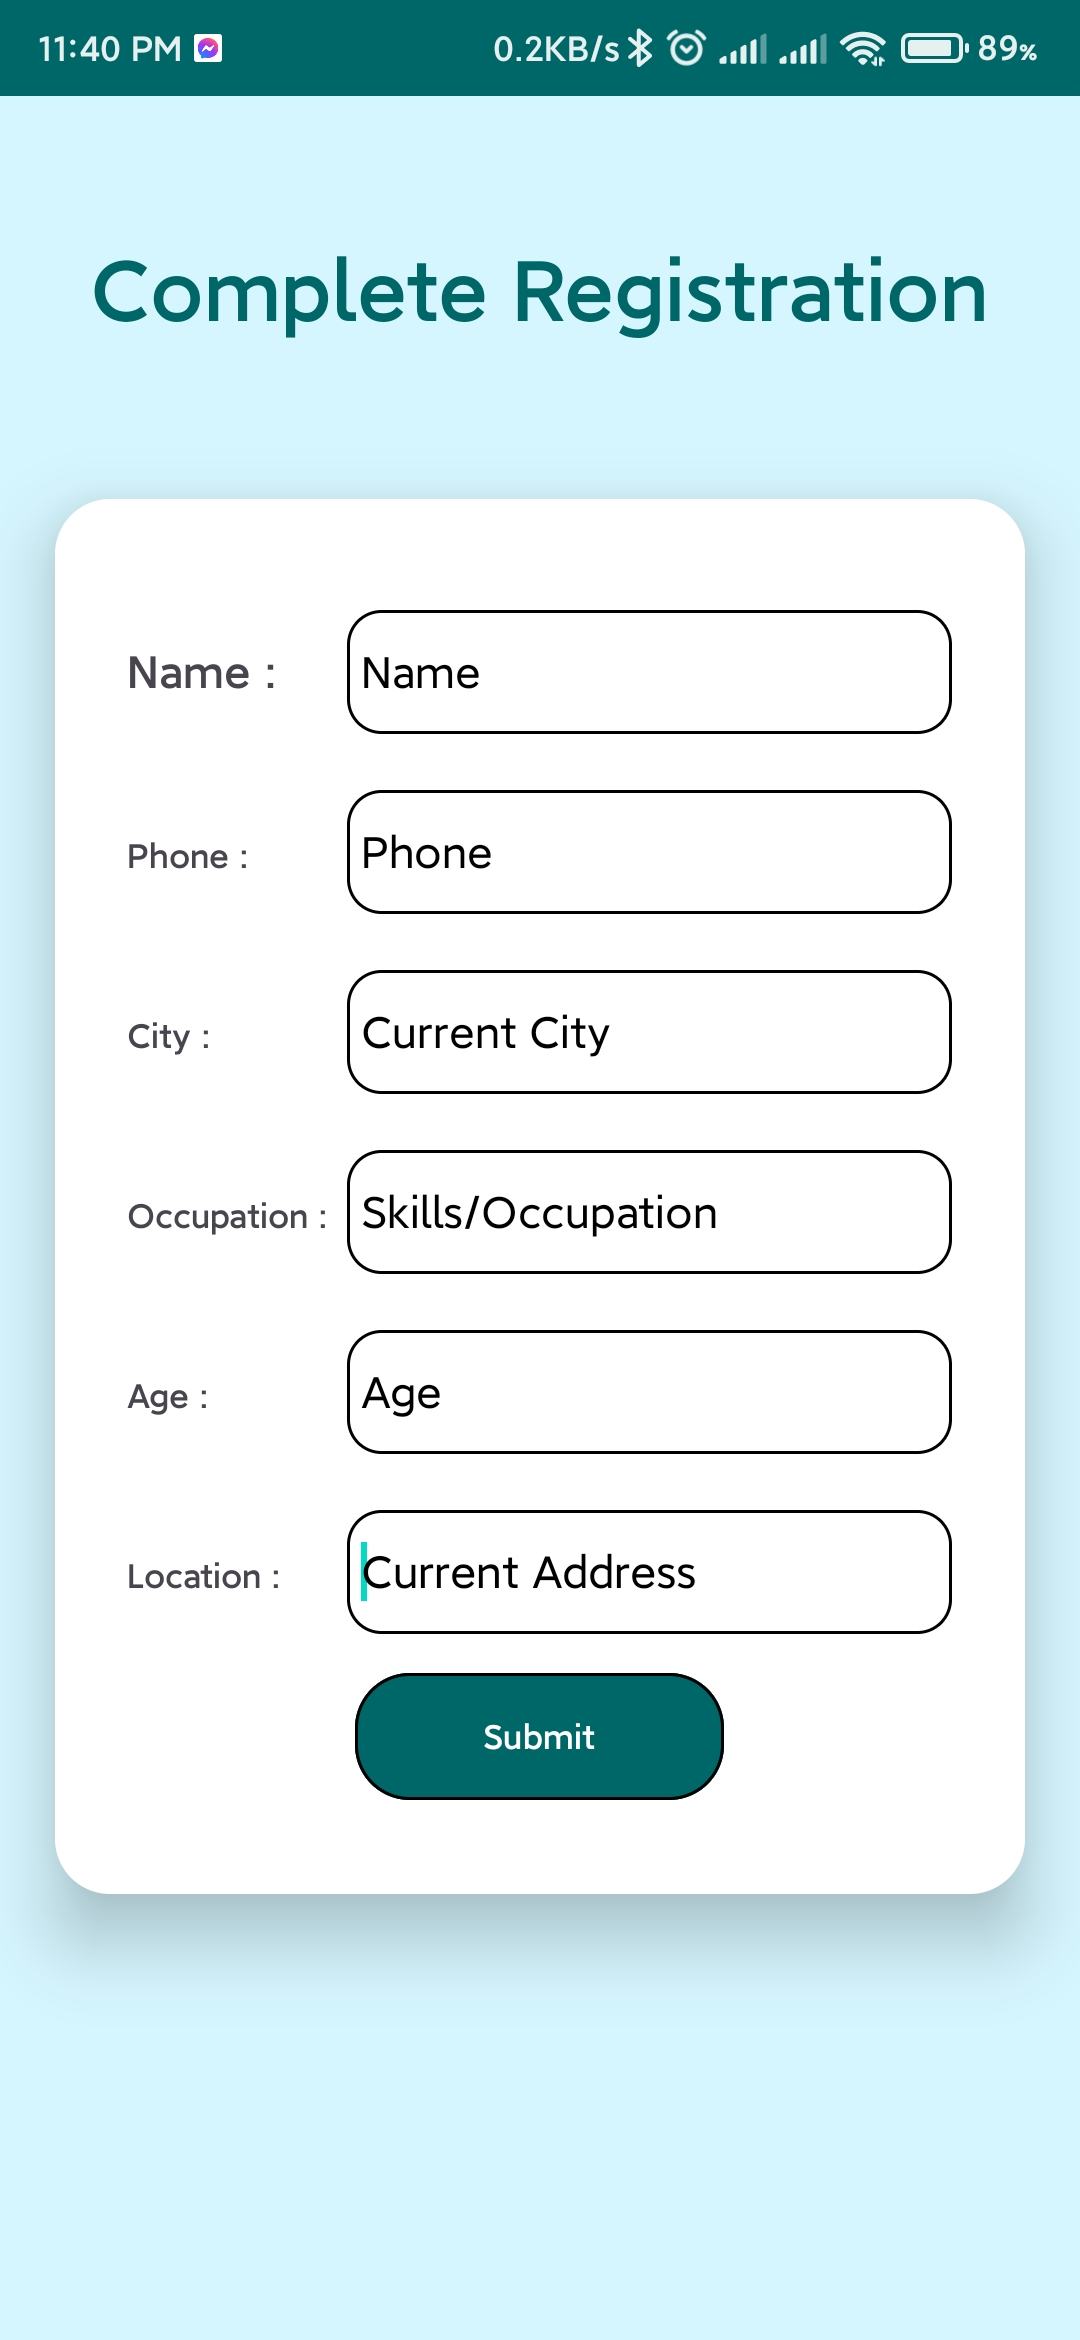 11:40 PM 0.2KB/s 89%
Complete Registration
Name : Name
Phone : Phone
City : Current City
Occupation : Skills/Occupation
Age : Age
Location : Current Address
Submit